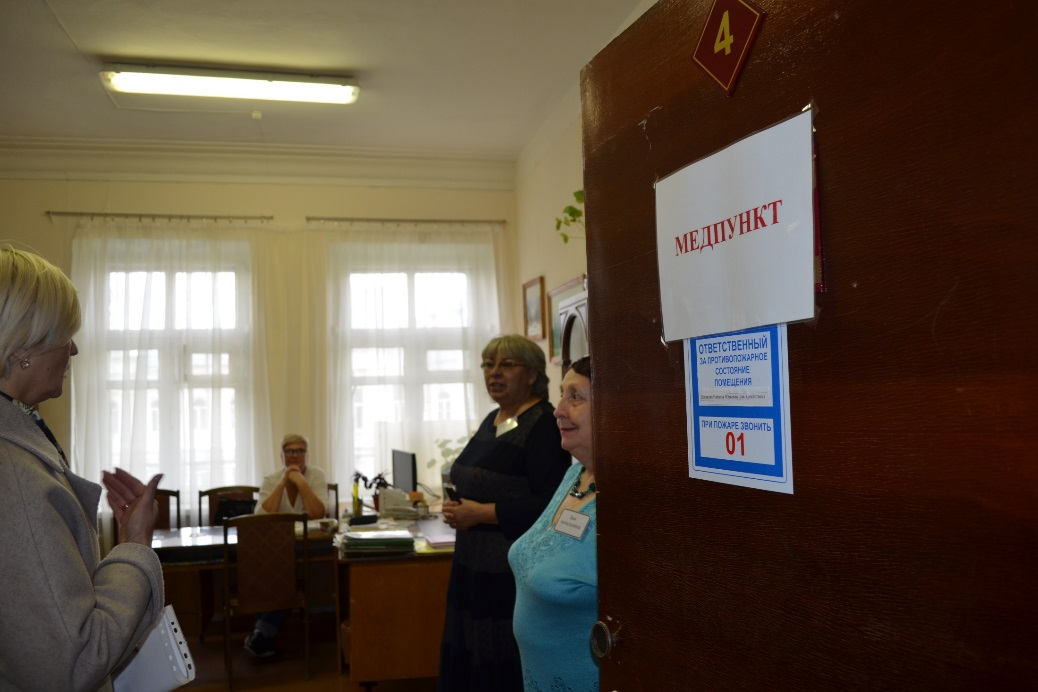 4
МЕДПУНКТ
ОТВЕТСТВЕННЫЙ
ЗА ПРОТИВОПОЖАРНОЕ
СОСТОЯНИЕ
ПОМЕЩЕНИЯ
ПРИ ПОЖАРЕ ЗВОНИТЬ
01